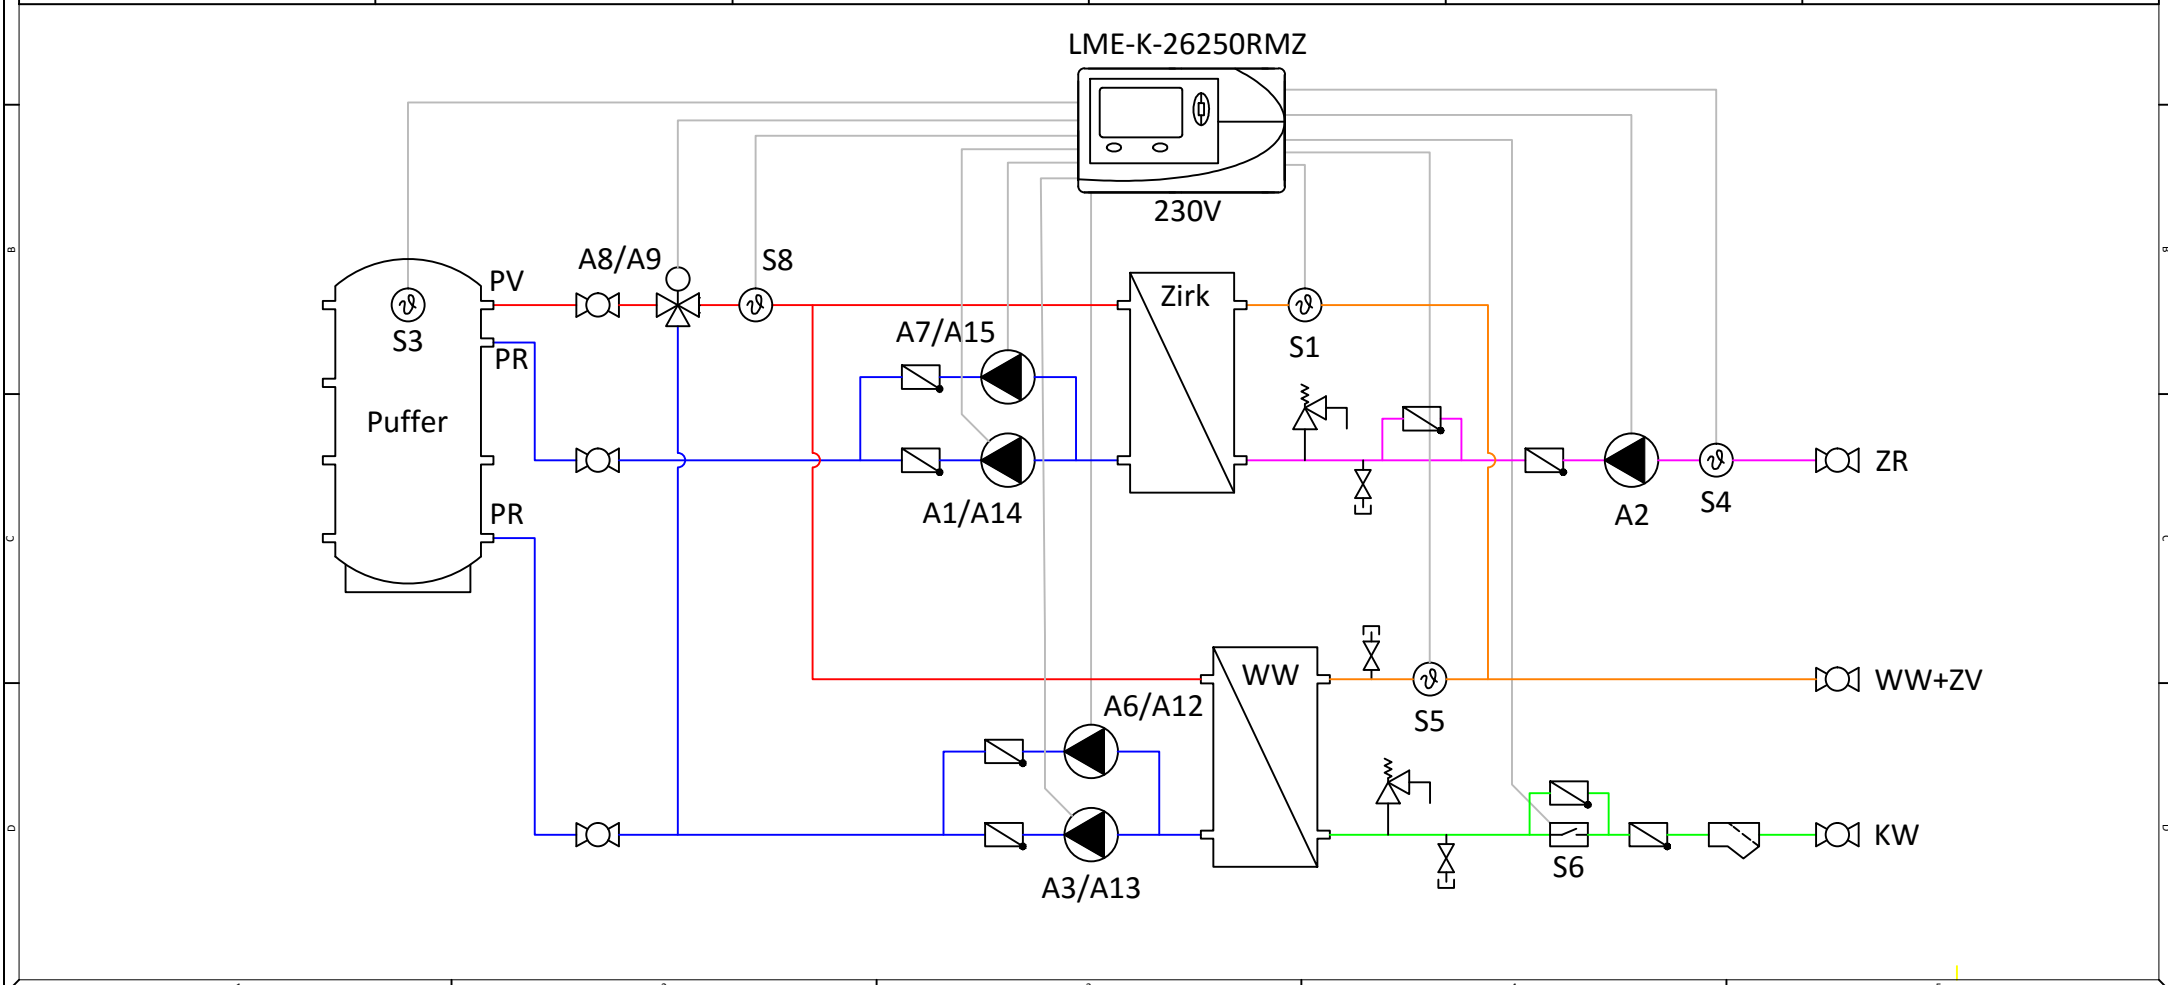 LME-K-26250RMZ
230V
A8/A9
S8
PV
S3
PR
Puffer
PR
A7/A15
A1/A14
Zirk
S1
A2
S4
ZR
WW
A6/A12
S5
WW+ZV
A3/A13
S6
KW
B
C
D